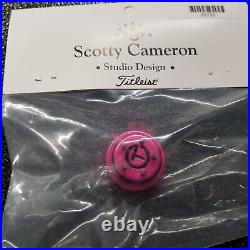 Scotty Cameron
• Studio Design •
Titleist